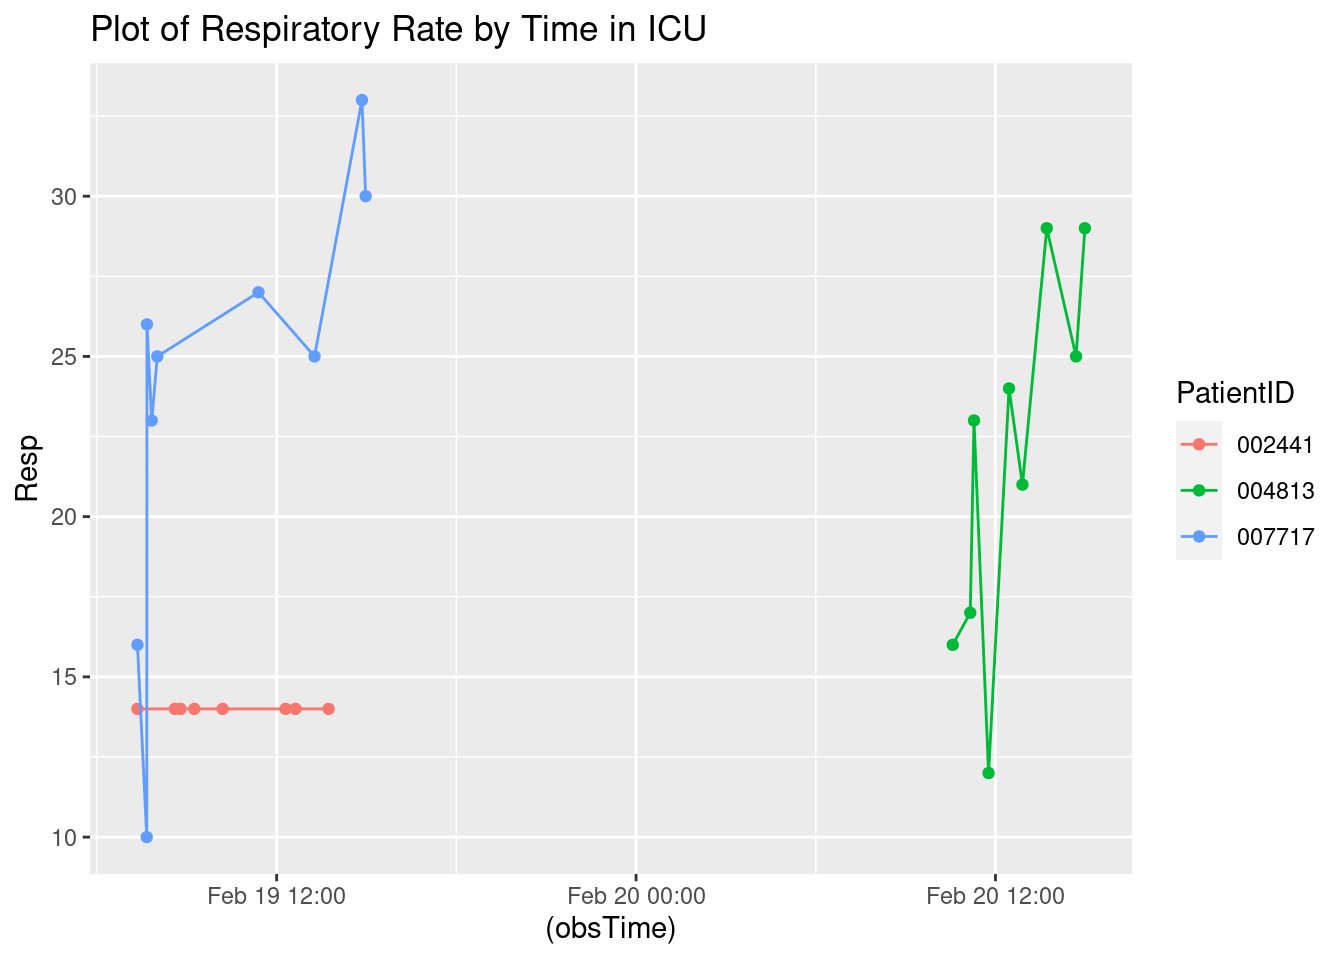 Plot of Respiratory Rate by Time in ICU
30
25
20
15
10
Resp
Feb 19 12:00
Feb 20 00:00
Feb 20 12:00
(obsTime)
PatientID
002441
004813
007717